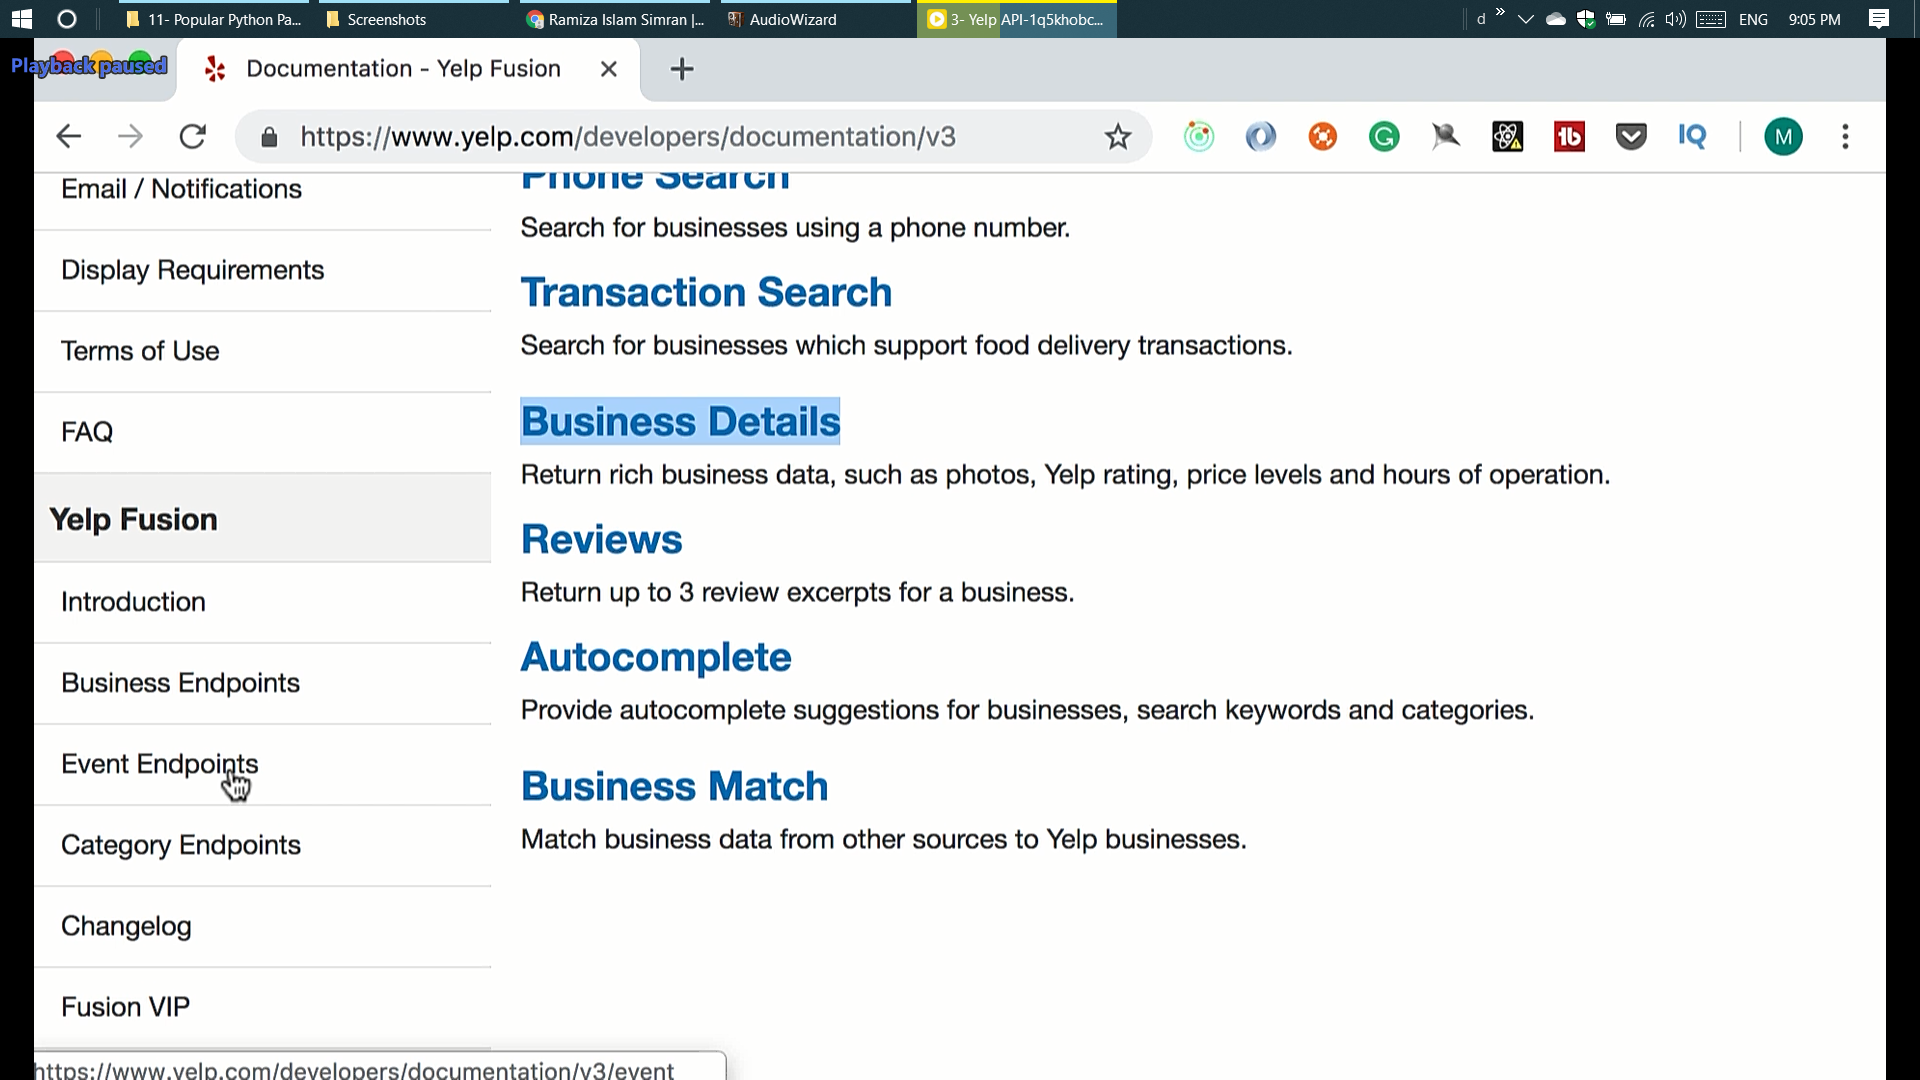 11- Popular Python Pa...
Screenshots
Ramiza Islam Simran |...
AudioWizard
3- Yelp API-1q5khobc...
d
ENG
9:05 PM
Playback paused
Documentation - Yelp Fusion
https://www.yelp.com/developers/documentation/v3
M
Email / Notifications
Display Requirements
Terms of Use
FAQ
Yelp Fusion
Introduction
Business Endpoints
Event Endpoints
Category Endpoints
Changelog
Fusion VIP
Phone Search
Search for businesses using a phone number.
Transaction Search
Search for businesses which support food delivery transactions.
Business Details
Return rich business data, such as photos, Yelp rating, price levels and hours of operation.
Reviews
Return up to 3 review excerpts for a business.
Autocomplete
Provide autocomplete suggestions for businesses, search keywords and categories.
Business Match
Match business data from other sources to Yelp businesses.
https://www.yelp.com/developers/documentation/v3/event